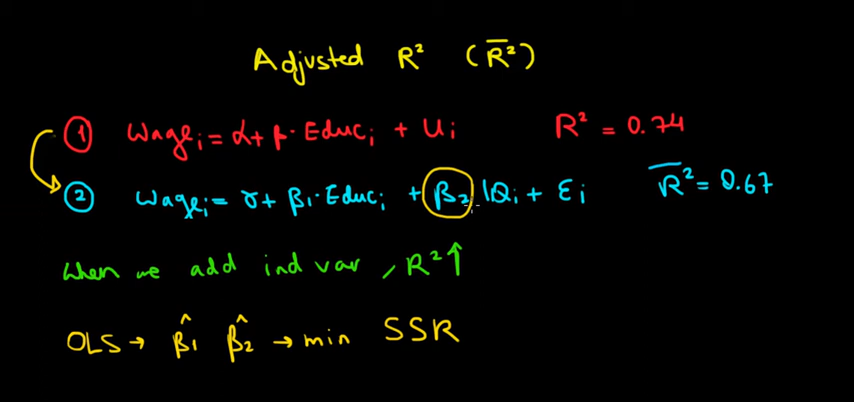 Adjusted R² (R̅²)
① Wageᵢ = α + β · Educᵢ + Uᵢ R² = 0.74
② Wageᵢ = γ + β₁ · Educᵢ + β₂ IQᵢ + Ɛᵢ R̅² = 0.67
When we add ind var , R² ↑
OLS → β̂₁ β̂₂ → min SSR